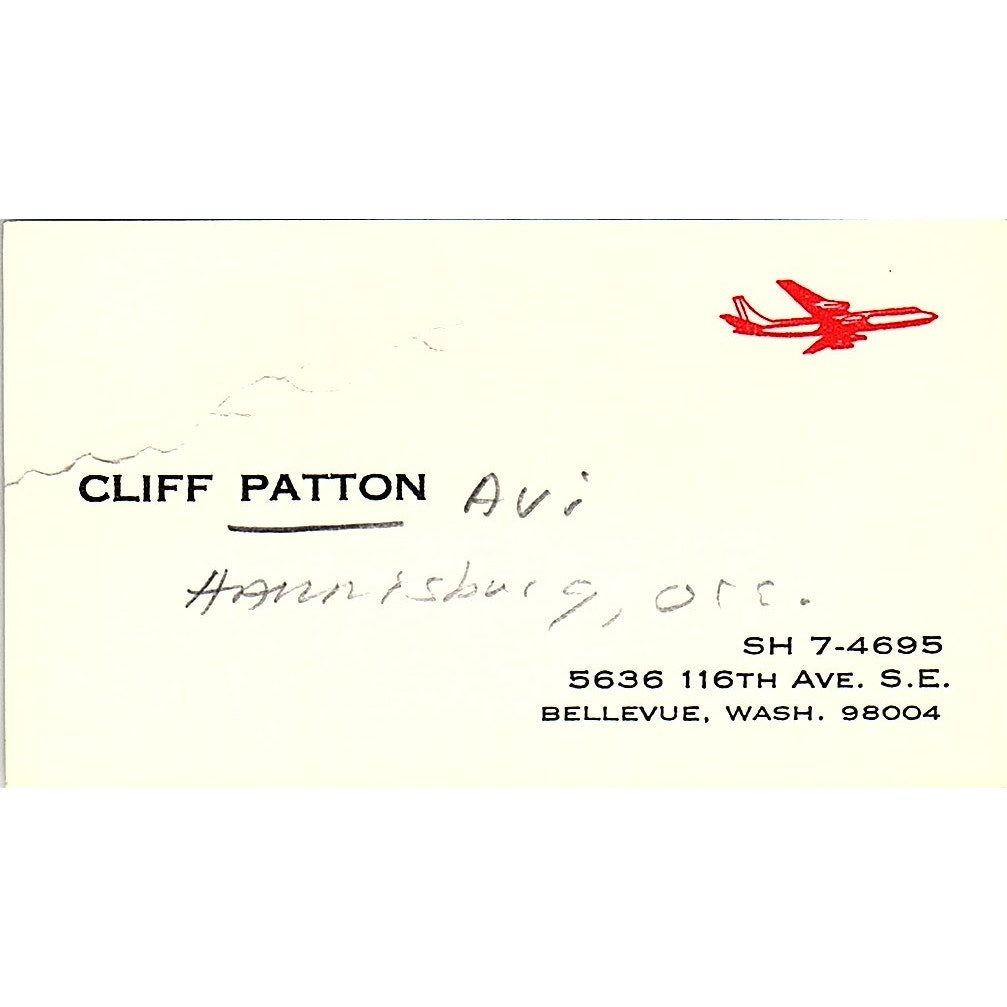 CLIFF PATTON Avi
HARRisburg, Ore.
SH 7-4695
5636 116TH AVE. S.E.
BELLEVUE, WASH. 98004